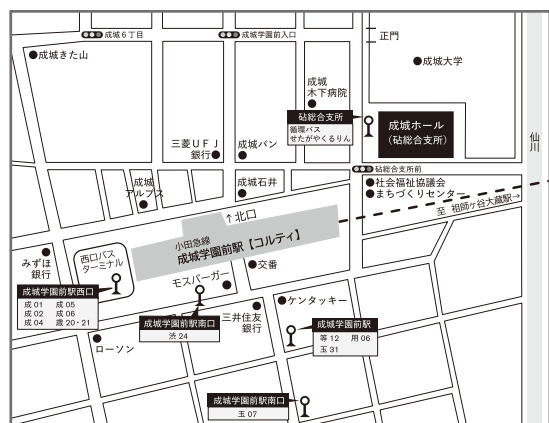 成城６丁目
成城学園前入口
正門
成城きた山
成城大学
成城
木下病院
砧総合支所
循環バス
せたがやくるりん
成城ホール
(砧総合支所)
仙川
三菱ＵＦＪ
銀行
成城パン
砧総合支所前
成城
アルプス
成城石井
社会福祉協議会
まちづくりセンター
至 祖師ヶ谷大蔵駅→
↑北口
小田急線
成城学園前駅【コルティ】
西口バス
ターミナル
みずほ
銀行
交番
モスバーガー
成城学園前駅西口
成01 成05
成02 成06
成04 歳20・21
ケンタッキー
三井住友
銀行
成城学園前駅南口
渋24
成城学園前駅
等12 用06
玉31
ローソン
成城学園前駅南口
玉07